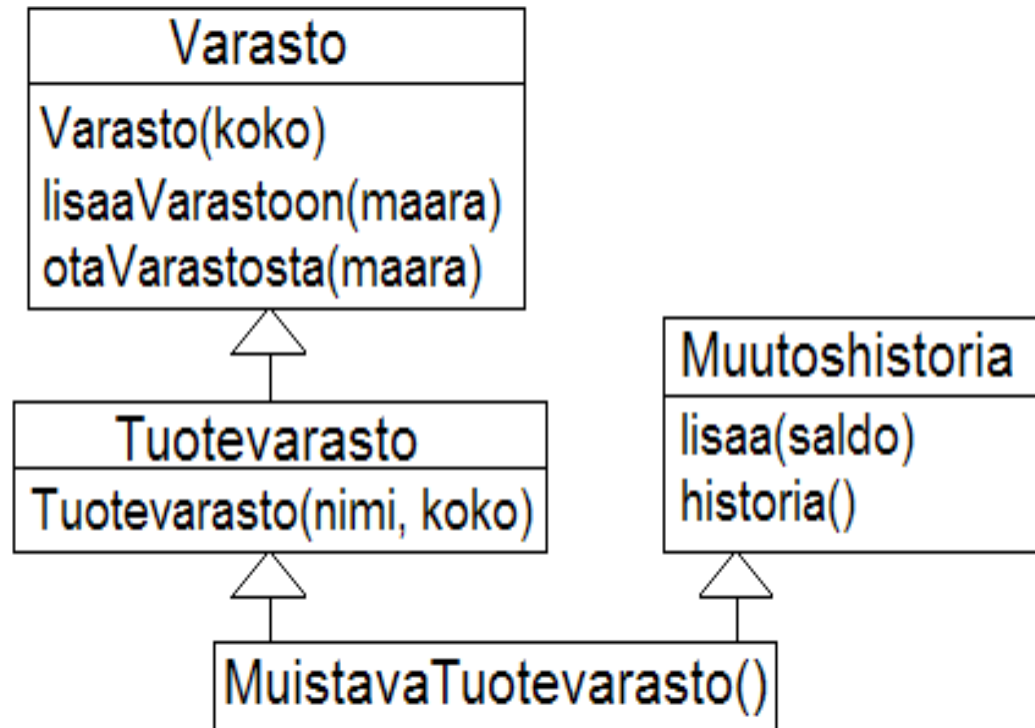 Varasto
Varasto(koko)
lisaaVarastoon(maara)
otaVarastosta(maara)
Tuotevarasto
Tuotevarasto(nimi, koko)
Muutoshistoria
lisaa(saldo)
historia()
MuistavaTuotevarasto()